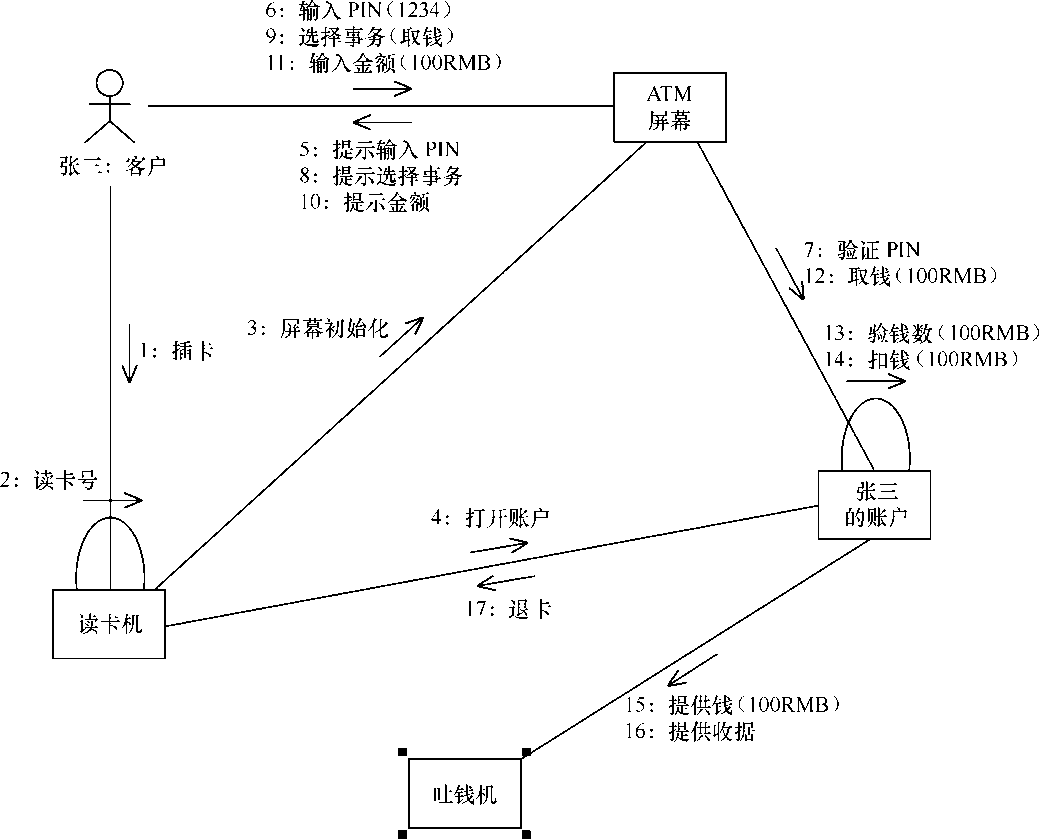 6: 输入 PIN(1234)
9: 选择事务(取钱)
11: 输入金额(100RMB)
ATM
屏幕
张三: 客户
5: 提示输入 PIN
8: 提示选择事务
10: 提示金额
7: 验证 PIN
12: 取钱(100RMB)
3: 屏幕初始化
13: 验钱数(100RMB)
14: 扣钱(100RMB)
1: 插卡
2: 读卡号
张三
的账户
4: 打开账户
17: 退卡
读卡机
15: 提供钱(100RMB)
16: 提供收据
吐钱机